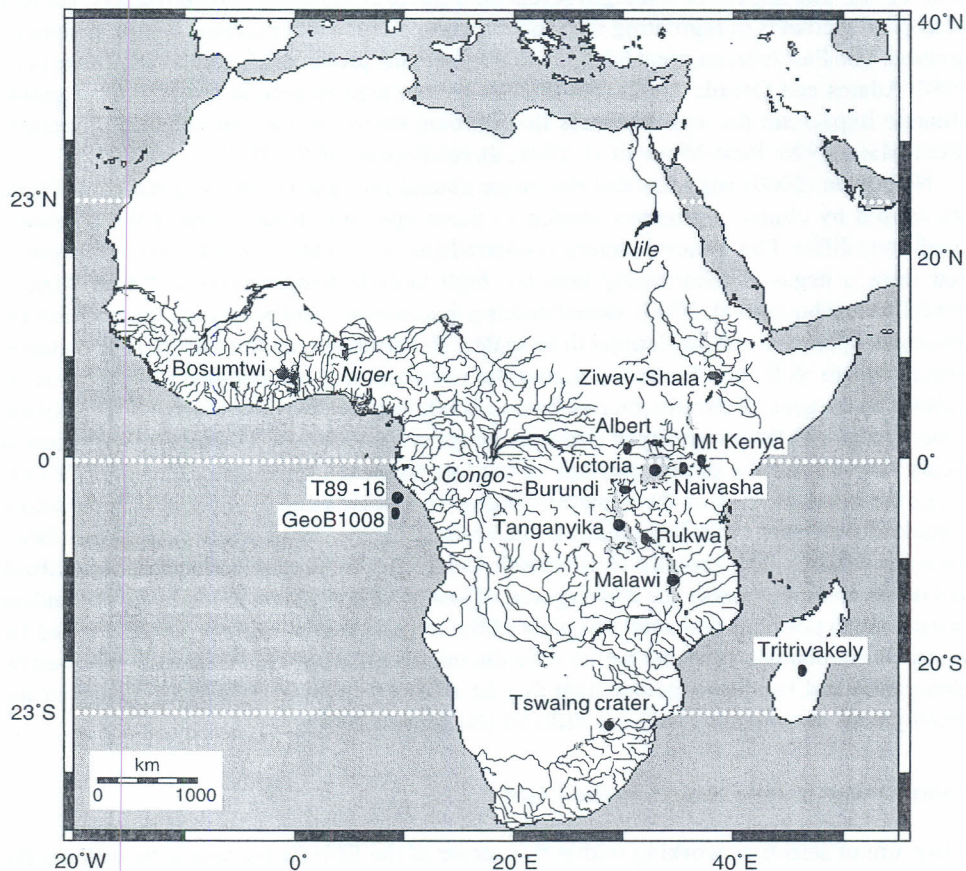 40°N
23°N
Nile
20°N
Bosumtwi
Niger
Ziway-Shala
Albert
Mt Kenya
0°
Congo
Victoria
0°
T89-16
Burundi
Naivasha
GeoB1008
Tanganyika
Rukwa
Malawi
Tritrivakely
20°S
Tswaing crater
23°S
km
0 1000
20°W 0° 20°E 40°E